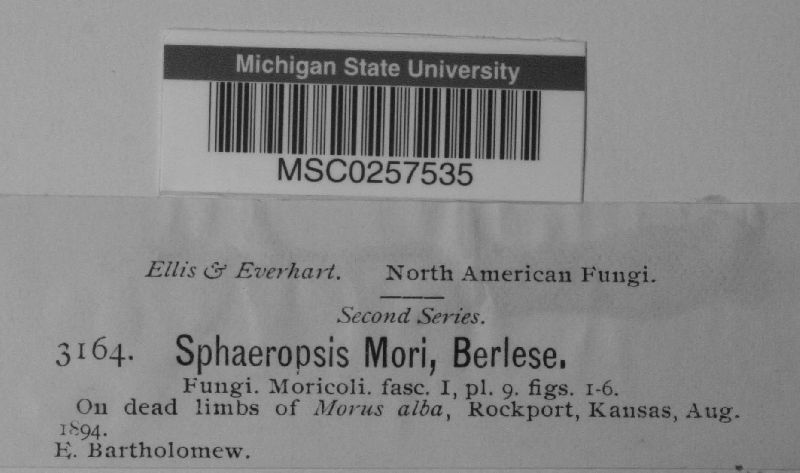 Michigan State University
MSC0257535
Ellis & Everhart. North American Fungi.
Second Series.
3164. Sphaeropsis Mori, Berlese.
Fungi. Moricoli. fasc. I, pl. 9. figs. 1-6.
On dead limbs of Morus alba, Rockport, Kansas, Aug.
1894.
E. Bartholomew.